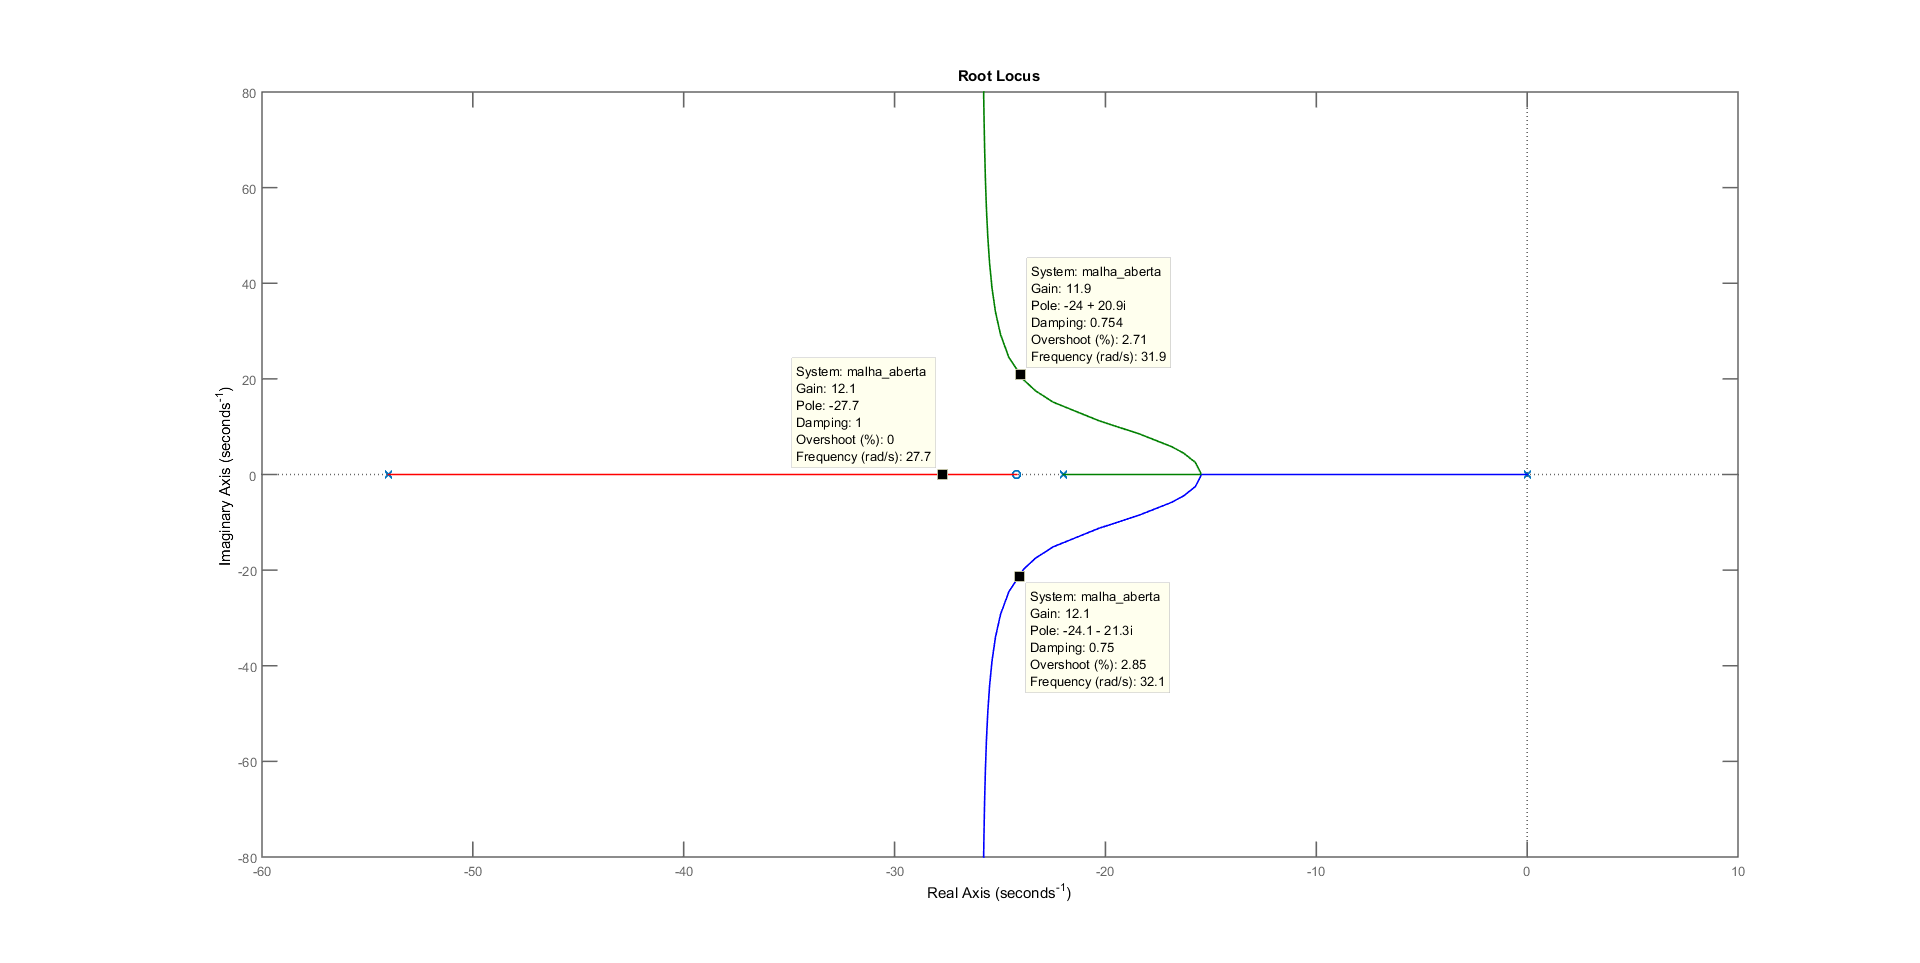 Root Locus
80
60
40
20
0
-20
-40
-60
-80
Imaginary Axis (seconds-1)
System: malha_aberta
Gain: 11.9
Pole: -24 + 20.9i
Damping: 0.754
Overshoot (%): 2.71
Frequency (rad/s): 31.9
System: malha_aberta
Gain: 12.1
Pole: -27.7
Damping: 1
Overshoot (%): 0
Frequency (rad/s): 27.7
System: malha_aberta
Gain: 12.1
Pole: -24.1 - 21.3i
Damping: 0.75
Overshoot (%): 2.85
Frequency (rad/s): 32.1
-60 -50 -40 -30 -20 -10 0 10
Real Axis (seconds-1)